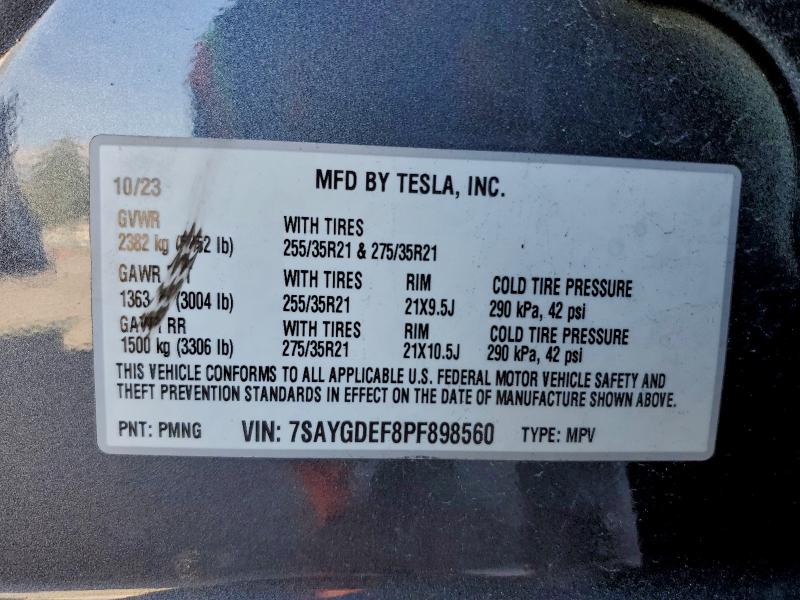 10/23 MFD BY TESLA, INC.
GVWR WITH TIRES
2382 kg lb) 255/35R21 & 275/35R21
GAWR WITH TIRES RIM COLD TIRE PRESSURE
1363 (3004 lb) 255/35R21 21X9.5J 290 kPa, 42 psi
RR WITH TIRES RIM COLD TIRE PRESSURE
1500 kg (3306 lb) 275/35R21 21X10.5J 290 kPa, 42 psi
THIS VEHICLE CONFORMS TO ALL APPLICABLE U.S. FEDERAL MOTOR VEHICLE SAFETY AND
THEFT PREVENTION STANDARDS IN EFFECT ON THE DATE OF MANUFACTURE SHOWN ABOVE.
PNT: PMNG VIN: 7SAYGDEF8PF898560 TYPE: MPV